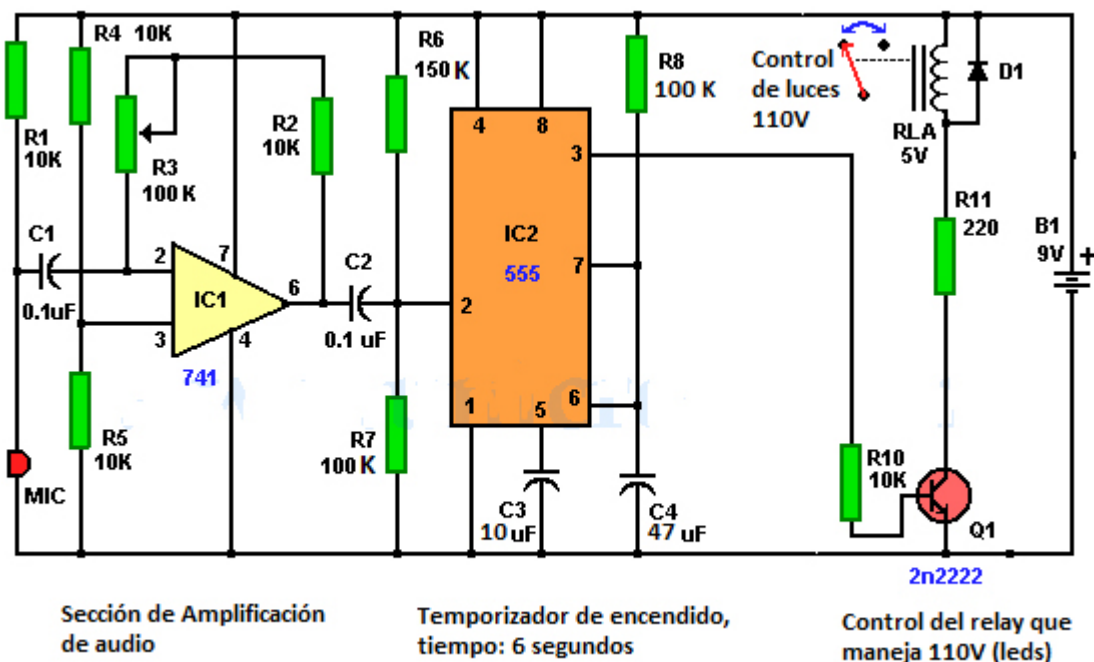 R4 10K
R1
10K
R3
100 K
R2
10K
C1
0.1uF
2
7
6
3
4
IC1
741
R5
10K
MIC
C2
0.1 uF
R6
150 K
R7
100 K
4
8
3
IC2
555
7
2
6
1
5
C3
10 uF
C4
47 uF
R8
100 K
Control
de luces
110V
RLA
5V
D1
R11
220
B1
9V
+
R10
10K
Q1
2n2222
Sección de Amplificación
de audio
Temporizador de encendido,
tiempo: 6 segundos
Control del relay que
maneja 110V (leds)